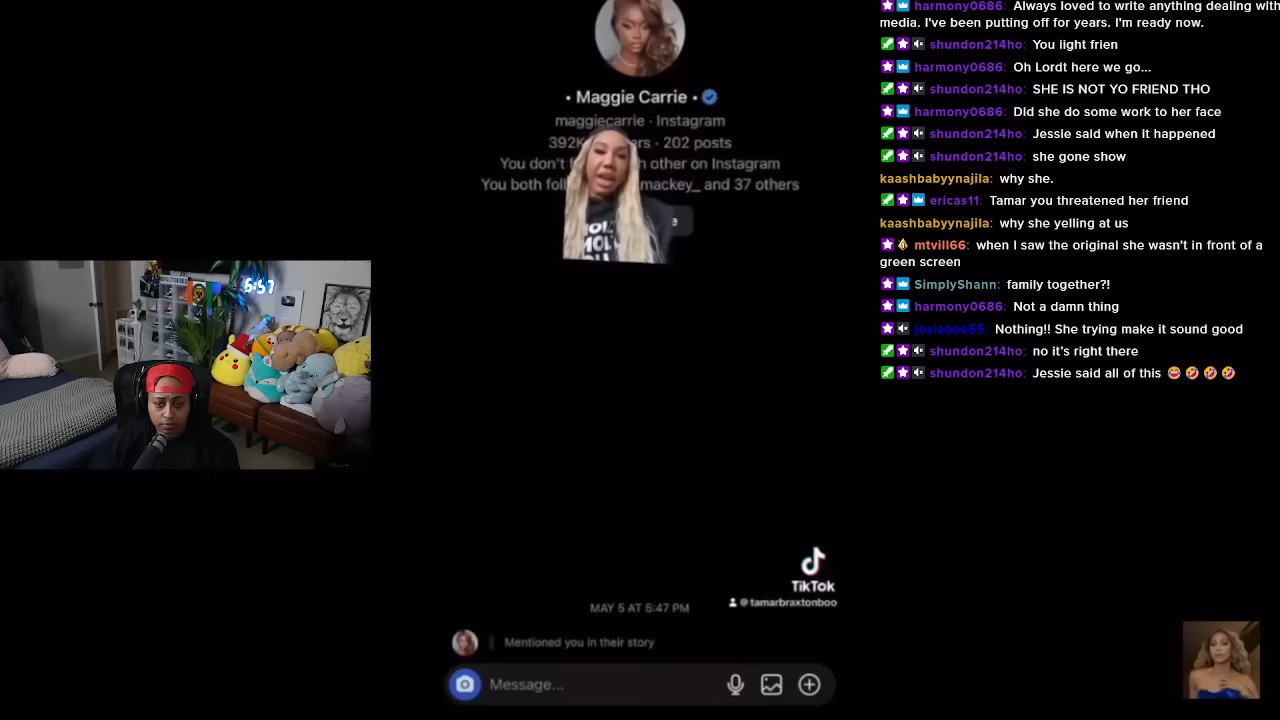 • Maggie Carrie •
maggiecarrie · Instagram
392K · 202 posts
You don't other on Instagram
You both mackey_ and 37 others
MAY 5 AT 5:47 PM
Mentioned you in their story
Message...
TikTok
@tamarbraxtonboo
6:57
harmony0686: Always loved to write anything dealing with
media. I've been putting off for years. I'm ready now.
shundon214ho: You iight frien
harmony0686: Oh Lordt here we go...
shundon214ho: SHE IS NOT YO FRIEND THO
harmony0686: DId she do some work to her face
shundon214ho: Jessie said when it happened
shundon214ho: she gone show
kaashbabyynajila: why she.
ericas11: Tamar you threatened her friend
kaashbabyynajila: why she yelling at us
mtvill66: when I saw the original she wasn't in front of a
green screen
SimplyShann: family together?!
harmony0686: Not a damn thing
josieboe55: Nothing!! She trying make it sound good
shundon214ho: no it's right there
shundon214ho: Jessie said all of this 😂 🤣 🤣 🤣